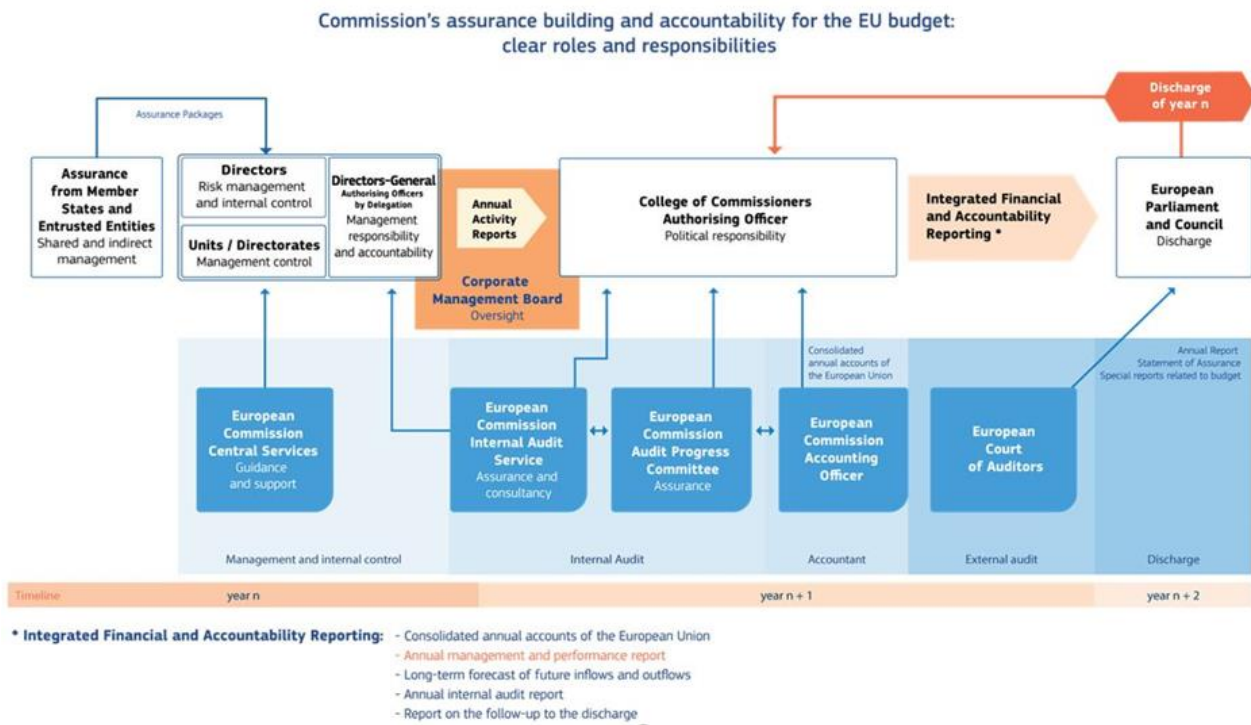 Commission's assurance building and accountability for the EU budget:
clear roles and responsibilities
Discharge
of year n
Assurance Packages
Assurance
from Member
States and
Entrusted Entities
Shared and indirect
management
Directors
Risk management
and internal control
Units / Directorates
Management control
Directors-General
Authorising Officers
by Delegation
Management
responsibility
and accountability
Annual
Activity
Reports
Corporate
Management Board
Oversight
College of Commissioners
Authorising Officer
Political responsibility
Integrated Financial
and Accountability
Reporting *
European
Parliament
and Council
Discharge
Consolidated
annual accounts of
the European Union
Annual Report
Statement of Assurance
Special reports related to budget
European
Commission
Central Services
Guidance
and support
European
Commission
Internal Audit
Service
Assurance and
consultancy
European
Commission
Audit Progress
Committee
Assurance
European
Commission
Accounting
Officer
European
Court
of Auditors
Management and internal control
Internal Audit
Accountant
External audit
Discharge
Timeline
year n
year n + 1
year n + 2
* Integrated Financial and Accountability Reporting:
- Consolidated annual accounts of the European Union
- Annual management and performance report
- Long-term forecast of future inflows and outflows
- Annual internal audit report
- Report on the follow-up to the discharge